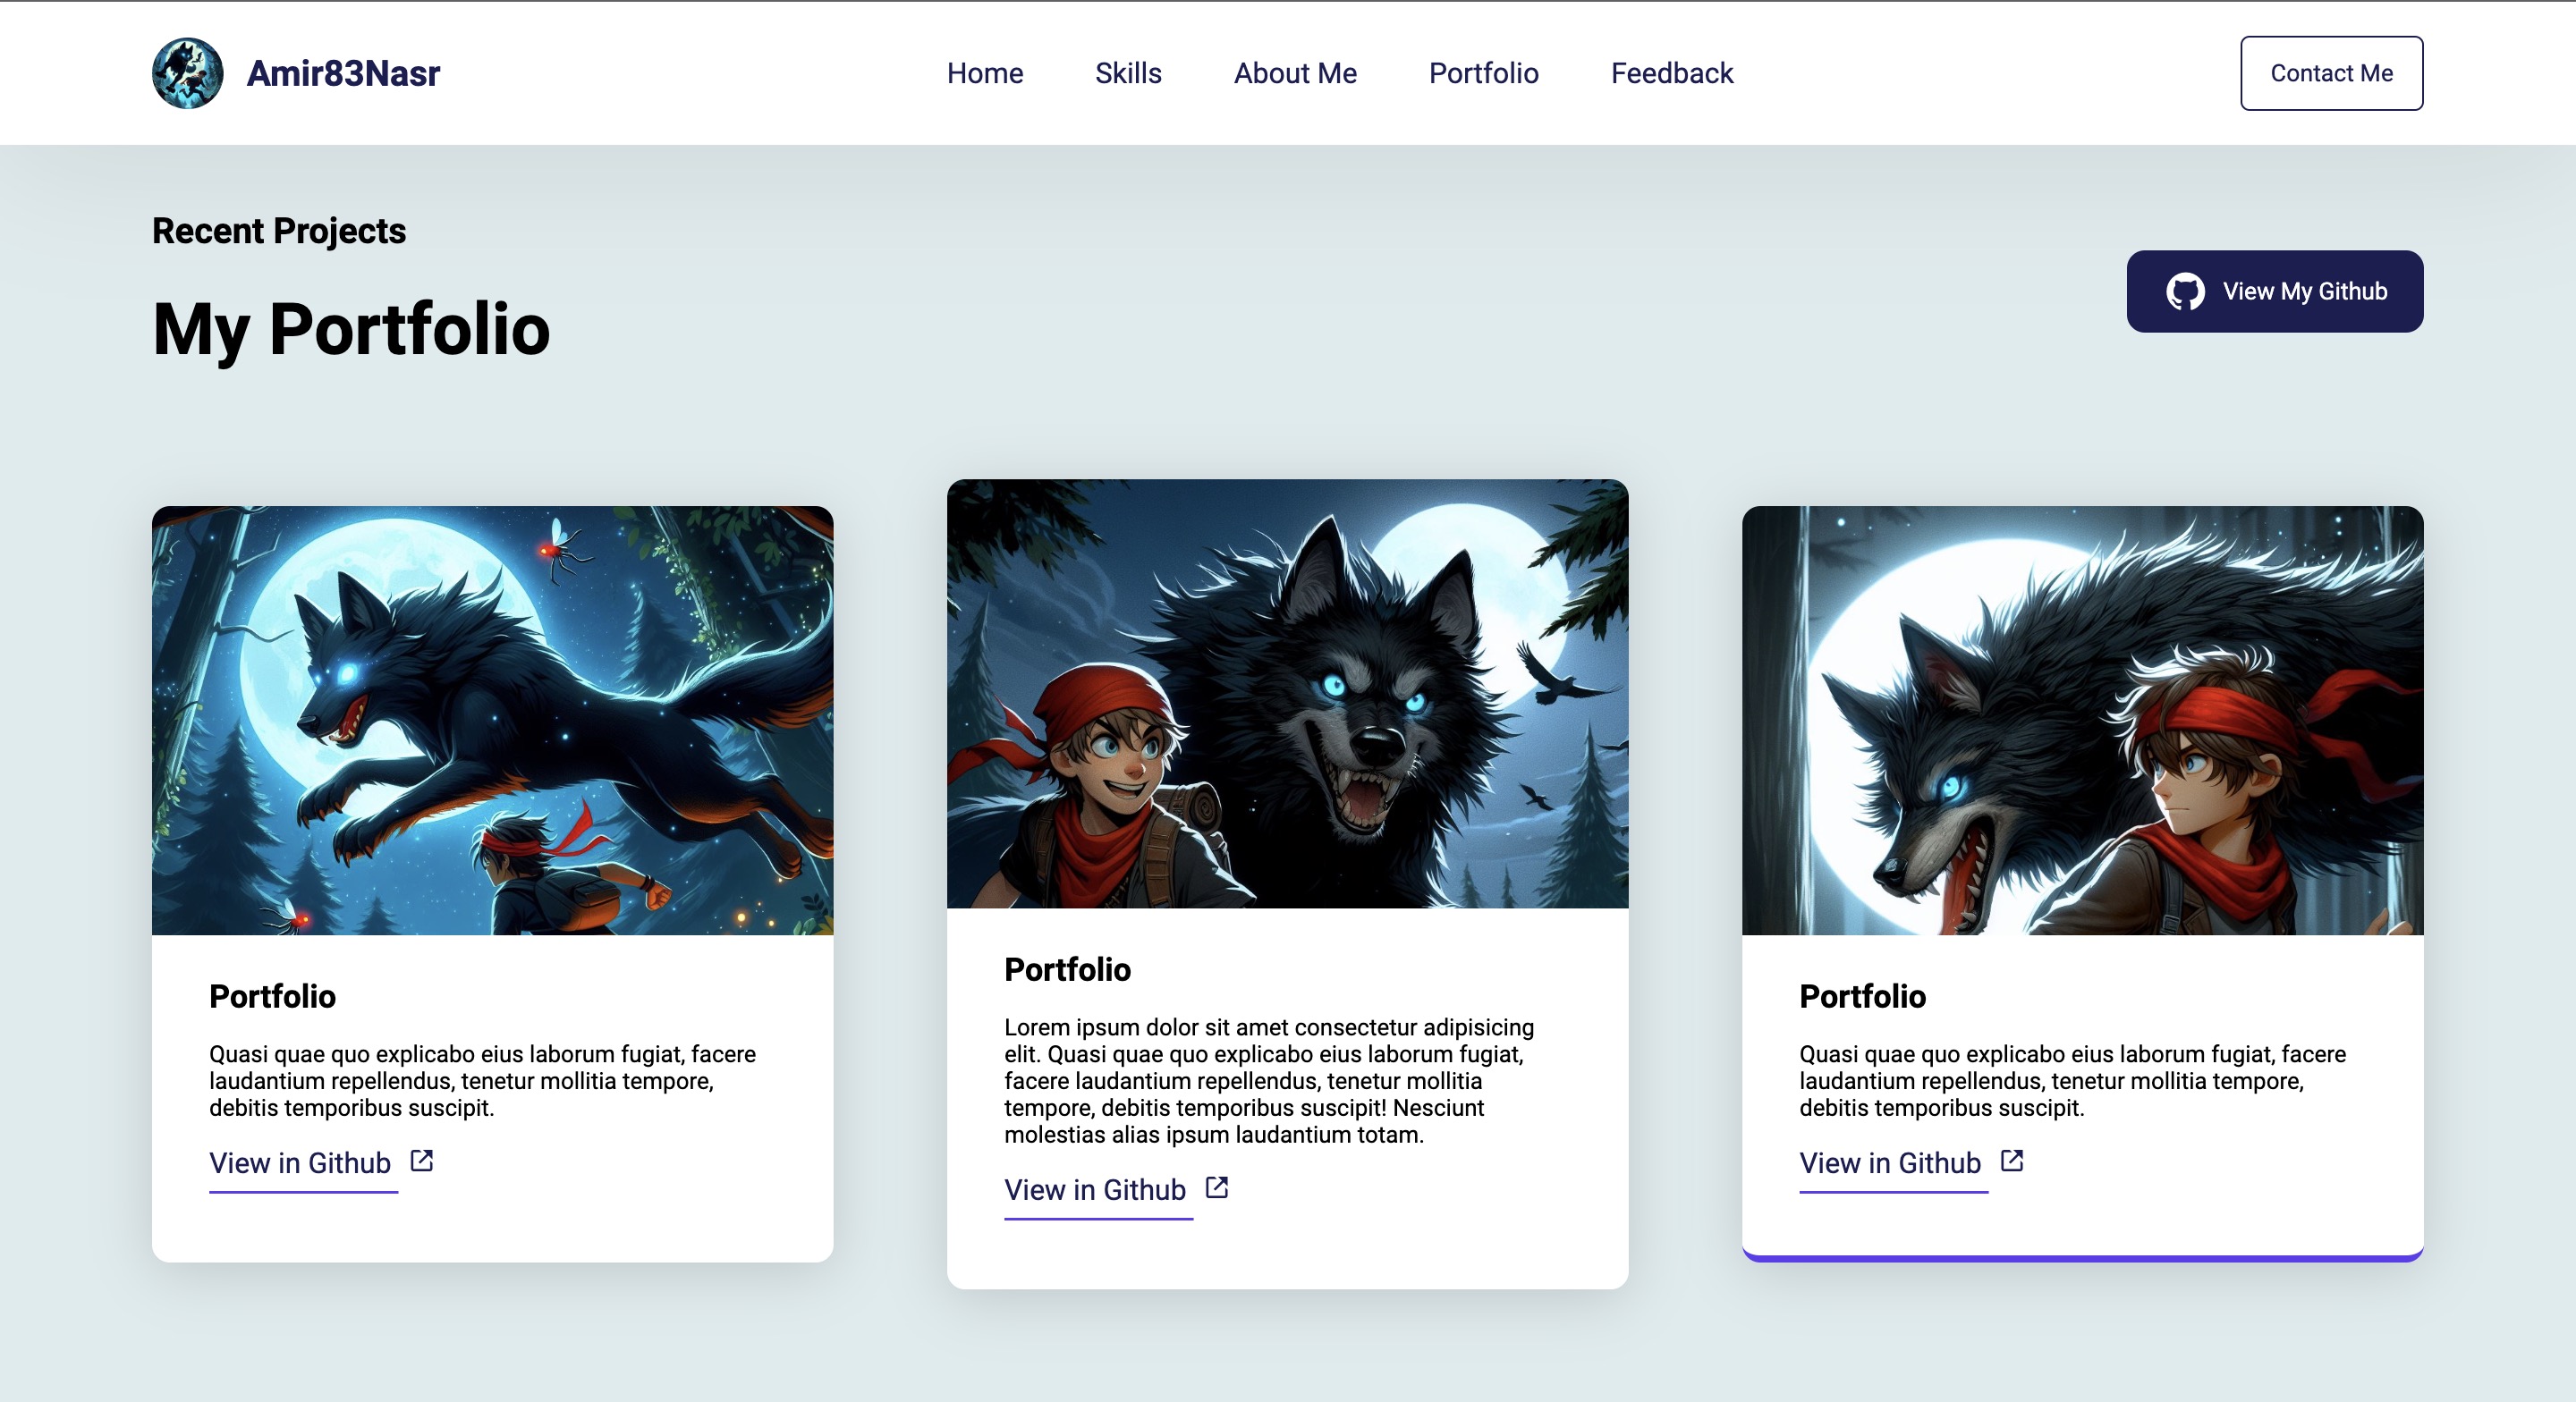 Amir83Nasr
Home Skills About Me Portfolio Feedback
Contact Me
Recent Projects
My Portfolio
View My Github
Portfolio
Quasi quae quo explicabo eius laborum fugiat, facere
laudantium repellendus, tenetur mollitia tempore,
debitis temporibus suscipit.
View in Github
Portfolio
Lorem ipsum dolor sit amet consectetur adipisicing
elit. Quasi quae quo explicabo eius laborum fugiat,
facere laudantium repellendus, tenetur mollitia
tempore, debitis temporibus suscipit! Nesciunt
molestias alias ipsum laudantium totam.
View in Github
Portfolio
Quasi quae quo explicabo eius laborum fugiat, facere
laudantium repellendus, tenetur mollitia tempore,
debitis temporibus suscipit.
View in Github